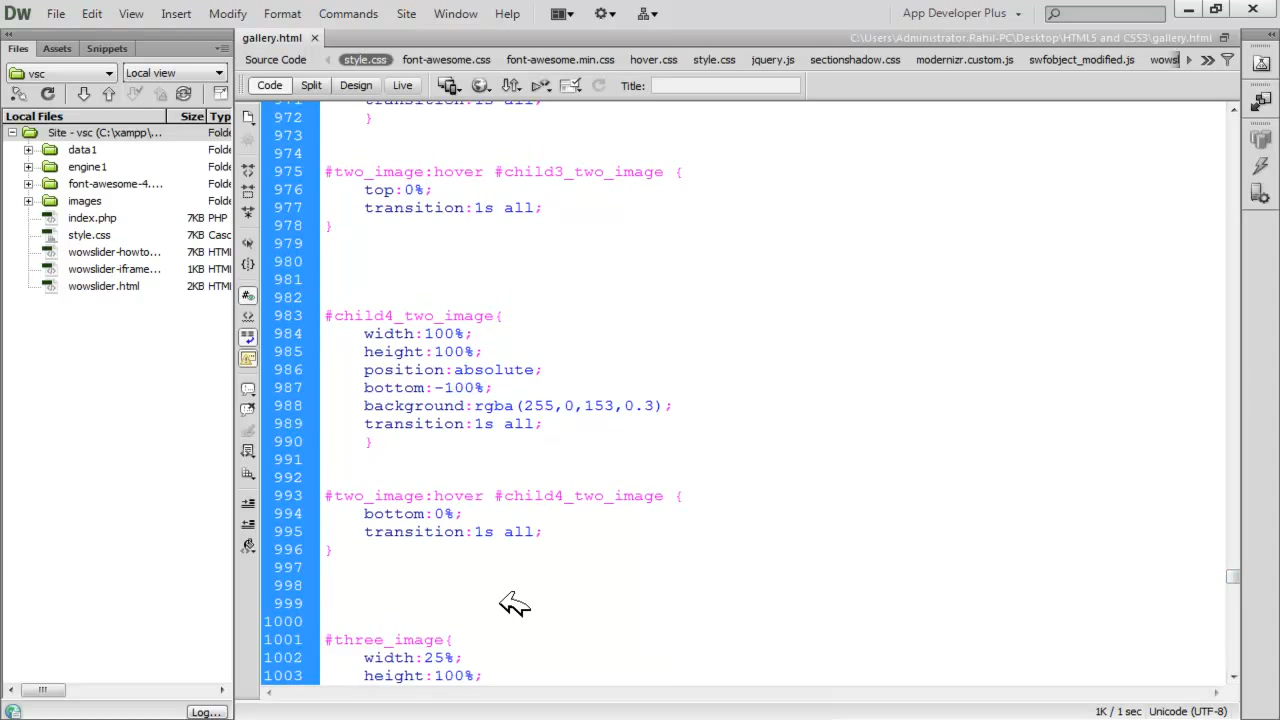 Dw File Edit View Insert Modify Format Commands Site Window Help App Developer Plus
Files Assets Snippets
gallery.html
C:\Users\Administrator.Rahil-PC\Desktop\HTML5 and CSS3\gallery.html
vsc Local view
Source Code style.css font-awesome.css font-awesome.min.css hover.css style.css jquery.js sectionshadow.css modernizr.custom.js swfobject_modified.js wows
Code Split Design Live Title:
Local Files Size Typ
Site - vsc (C:\xampp\... Folde
data1 Folde
engine1 Folde
font-awesome-4.... Folde
images Folde
index.php 7KB PHP
style.css 7KB Casc
wowslider-howto... 7KB HTM
wowslider-iframe... 1KB HTM
wowslider.html 2KB HTM
Log...
971 transition:1s all;
972 }
973
974
975 #two_image:hover #child3_two_image {
976 top:0%;
977 transition:1s all;
978 }
979
980
981
982
983 #child4_two_image{
984 width:100%;
985 height:100%;
986 position:absolute;
987 bottom:-100%;
988 background:rgba(255,0,153,0.3);
989 transition:1s all;
990 }
991
992
993 #two_image:hover #child4_two_image {
994 bottom:0%;
995 transition:1s all;
996 }
997
998
999
1000
1001 #three_image{
1002 width:25%;
1003 height:100%;
1K / 1 sec Unicode (UTF-8)